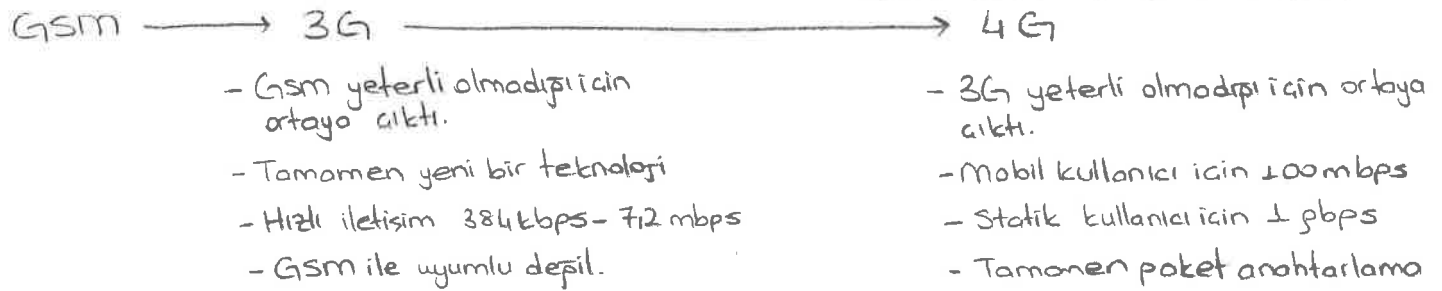 GSM → 3G → 4G
- GSM yeterli olmadığı için
ortaya çıktı.
- Tamamen yeni bir teknoloji
- Hızlı iletişim 384 kbps - 7,2 mbps
- GSM ile uyumlu değil.
- 3G yeterli olmadığı için ortaya
çıktı.
- Mobil kullanıcı için 100 mbps
- Statik kullanıcı için 1 gbps
- Tamamen paket anahtarlama